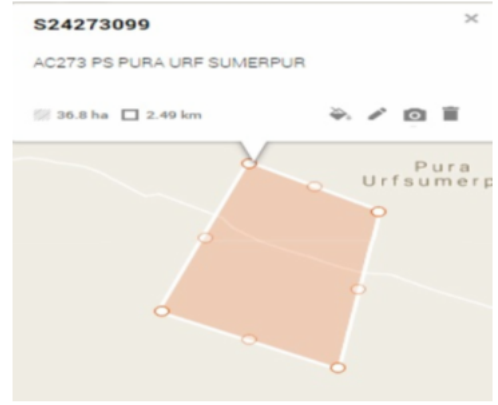 S24273099
AC273 PS PURA URF SUMERPUR
36.8 ha 2.49 km
Pura
Urfsumerp